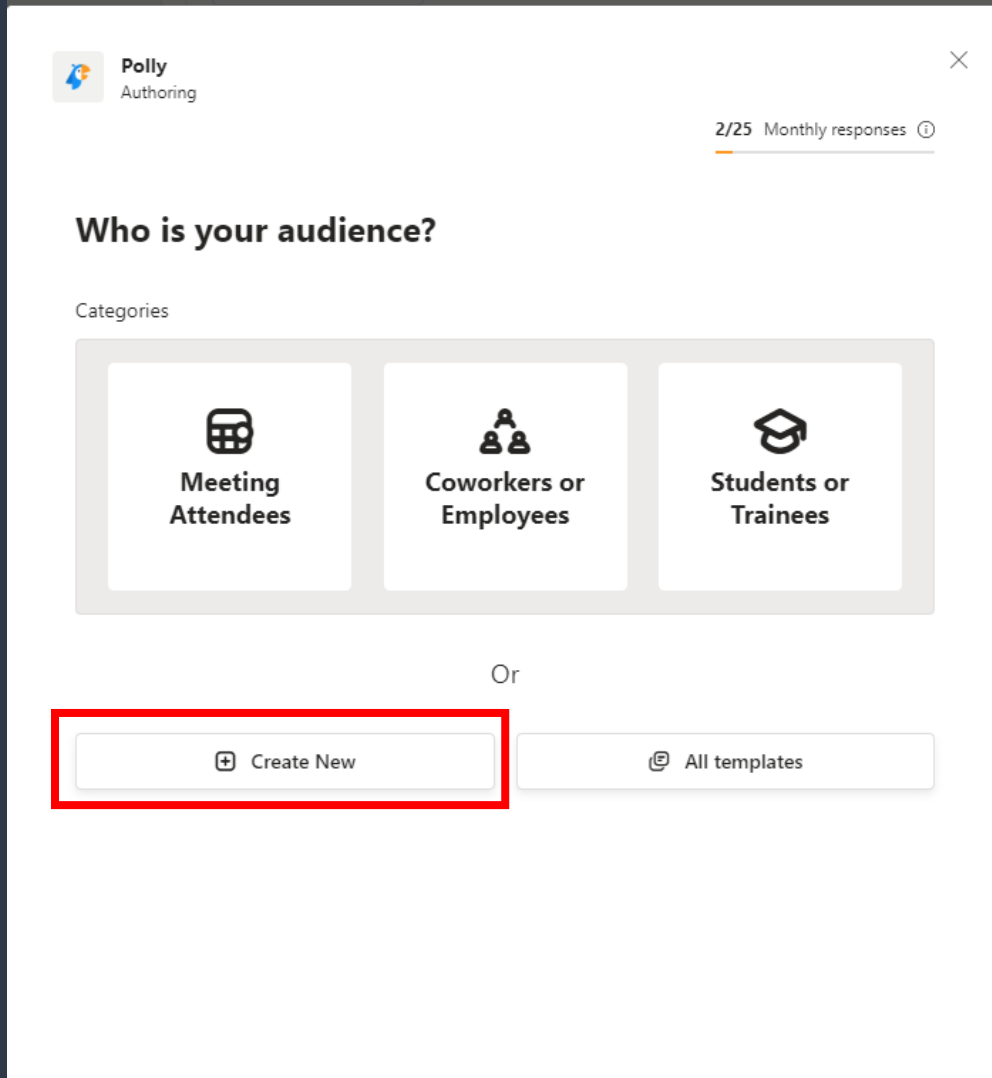 Polly
Authoring
2/25 Monthly responses
Who is your audience?
Categories
Meeting
Attendees
Coworkers or
Employees
Students or
Trainees
Or
Create New
All templates